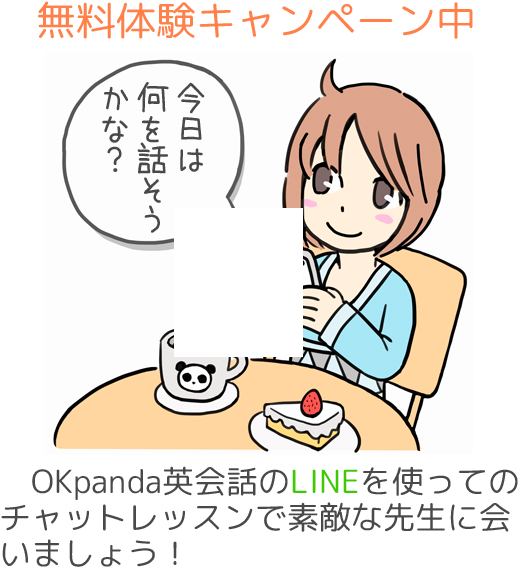 無料体験キャンペーン中
今日は
何を話そう
かな？
OKpanda英会話のLINEを使っての
チャットレッスンで素敵な先生に会
いましょう！